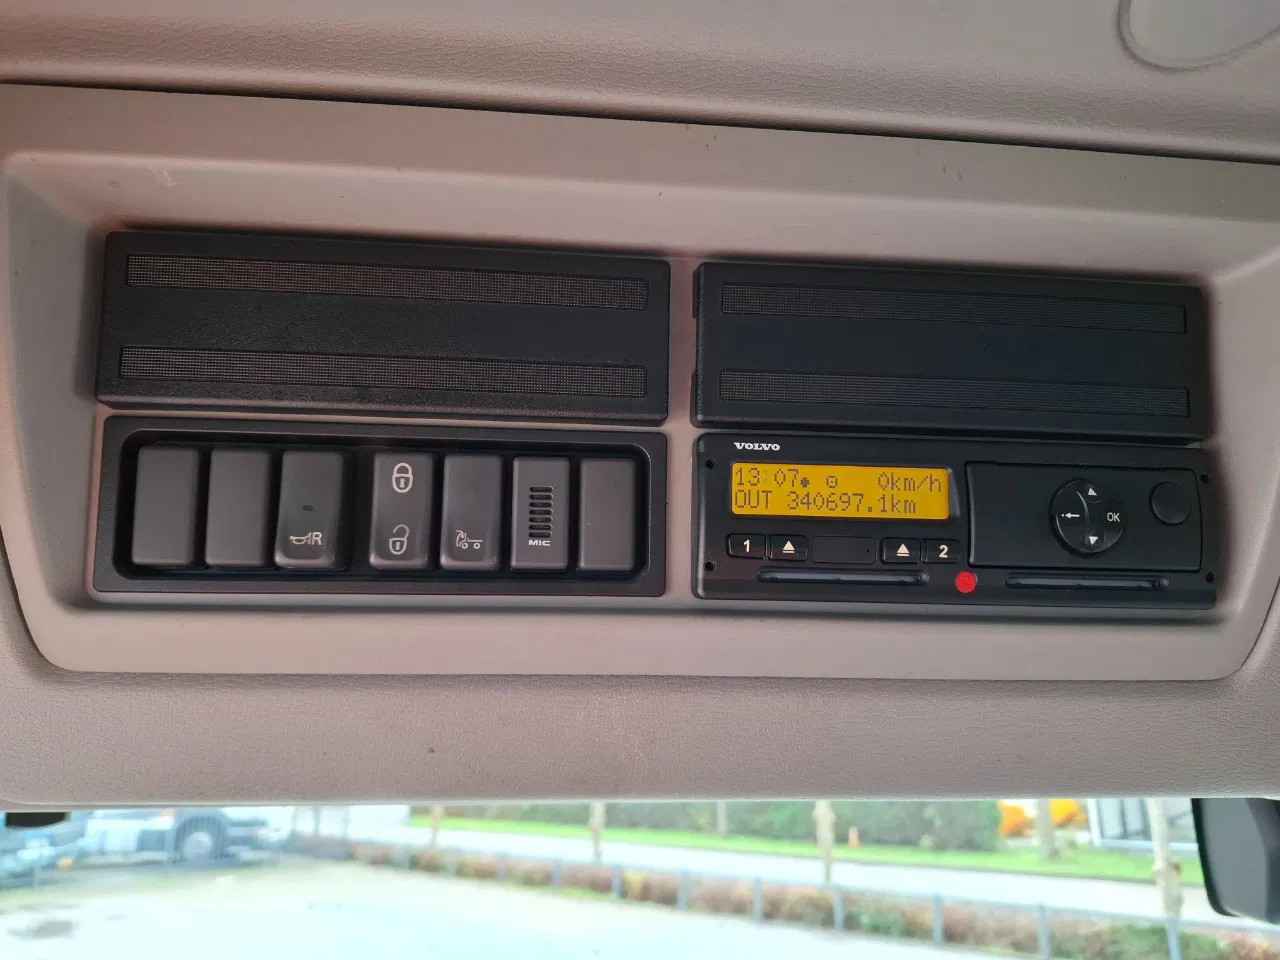 VOLVO
13:07 0km/h
OUT 340697.1km
R
MIC
1
2
OK